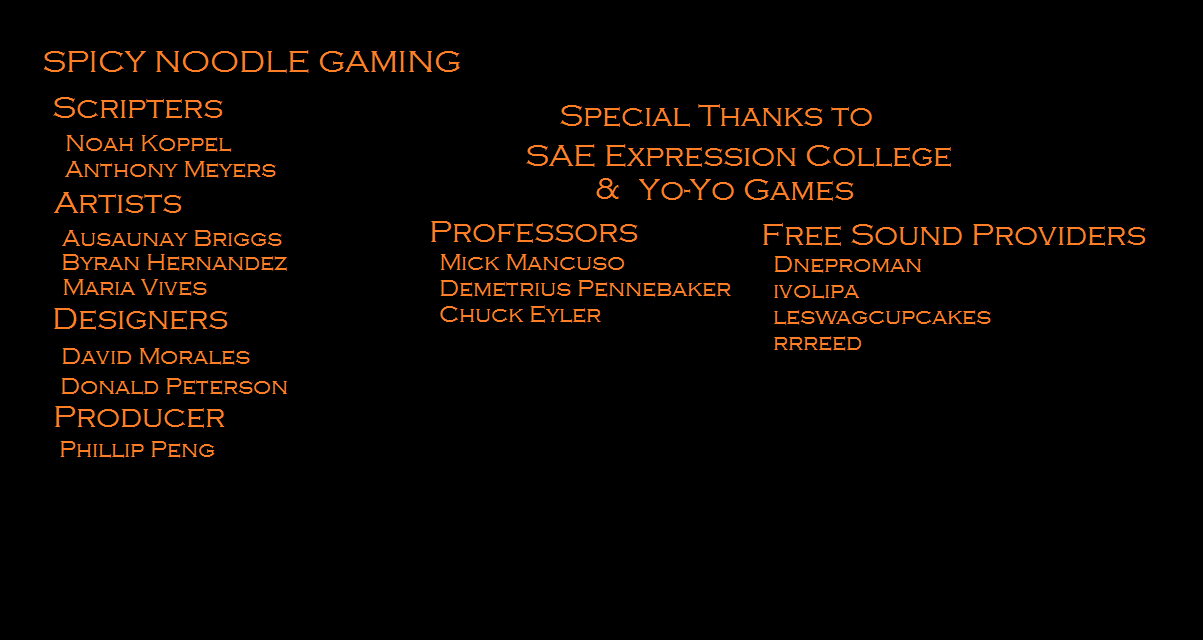 SPICY NOODLE GAMING
Scripters
Noah Koppel
Anthony Meyers
Artists
Ausaunay Briggs
Byran Hernandez
Maria Vives
Designers
David Morales
Donald Peterson
Producer
Phillip Peng
Special Thanks to
SAE Expression College
& Yo-Yo Games
Professors
Mick Mancuso
Demetrius Pennebaker
Chuck Eyler
Free Sound Providers
Dneproman
ivolipa
leswagcupcakes
rrreed